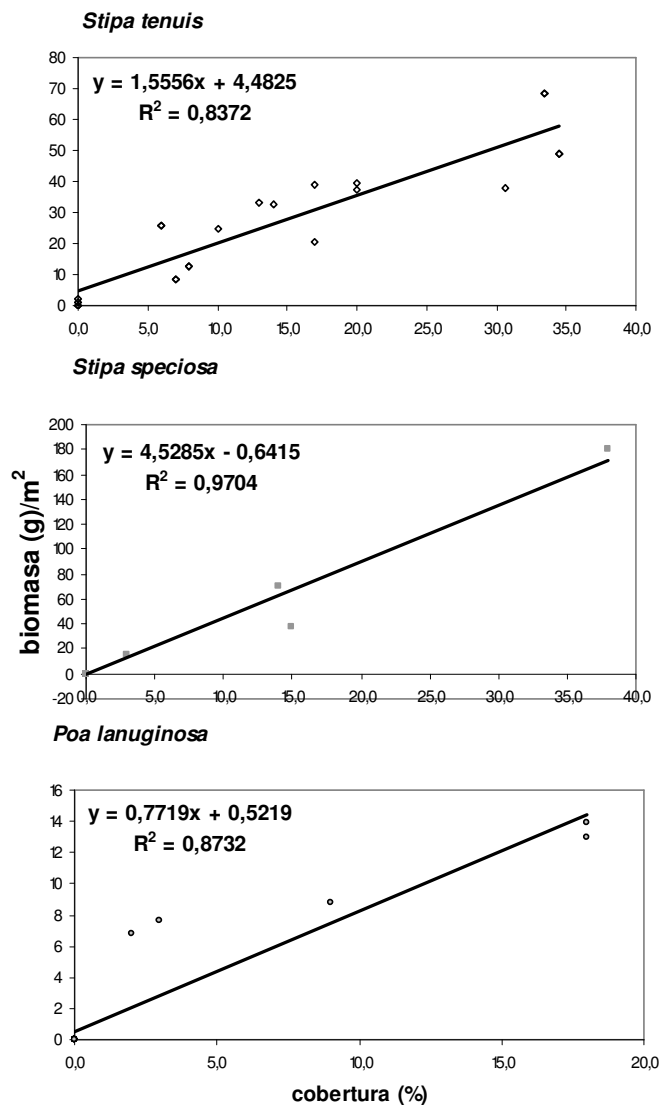 Stipa tenuis
y = 1,5556x + 4,4825
R² = 0,8372
80
70
60
50
40
30
20
10
0
0,0 5,0 10,0 15,0 20,0 25,0 30,0 35,0 40,0
Stipa speciosa
biomasa (g)/m²
y = 4,5285x - 0,6415
R² = 0,9704
200
180
160
140
120
100
80
60
40
20
0
-20
0,0 5,0 10,0 15,0 20,0 25,0 30,0 35,0 40,0
Poa lanuginosa
y = 0,7719x + 0,5219
R² = 0,8732
16
14
12
10
8
6
4
2
0
0,0 5,0 10,0 15,0 20,0
cobertura (%)